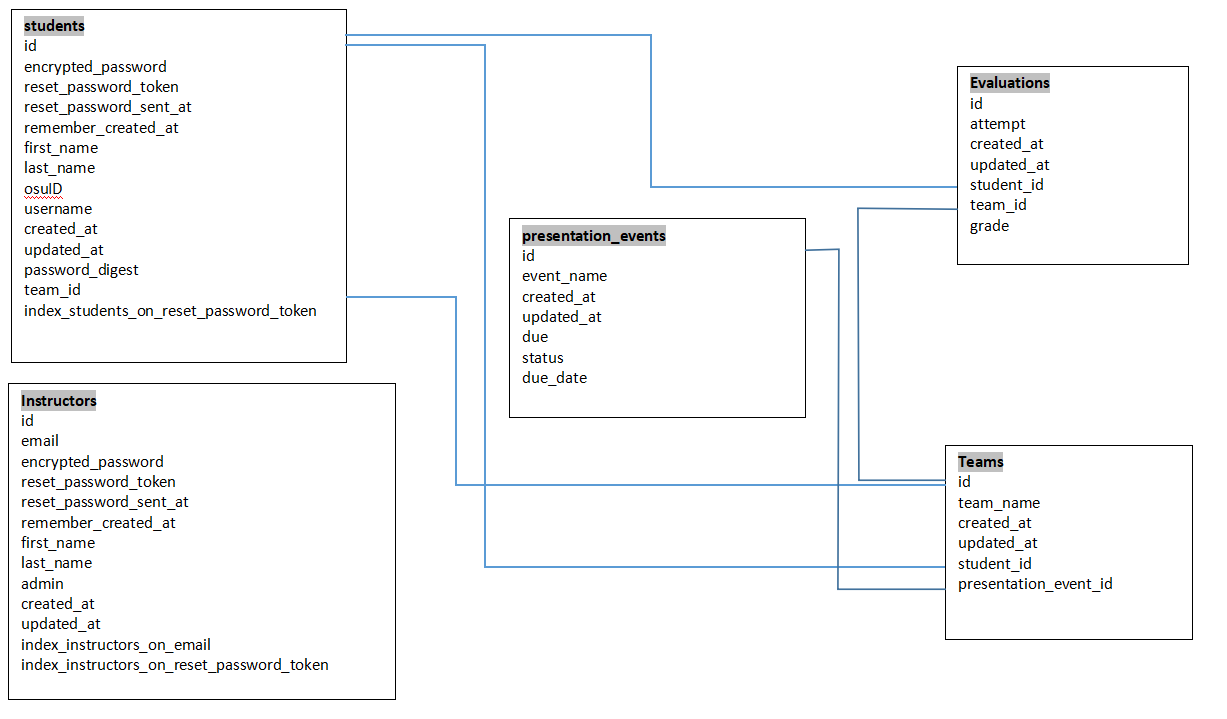 students
id
encrypted_password
reset_password_token
reset_password_sent_at
remember_created_at
first_name
last_name
osuID
username
created_at
updated_at
password_digest
team_id
index_students_on_reset_password_token
Instructors
id
email
encrypted_password
reset_password_token
reset_password_sent_at
remember_created_at
first_name
last_name
admin
created_at
updated_at
index_instructors_on_email
index_instructors_on_reset_password_token
presentation_events
id
event_name
created_at
updated_at
due
status
due_date
Evaluations
id
attempt
created_at
updated_at
student_id
team_id
grade
Teams
id
team_name
created_at
updated_at
student_id
presentation_event_id